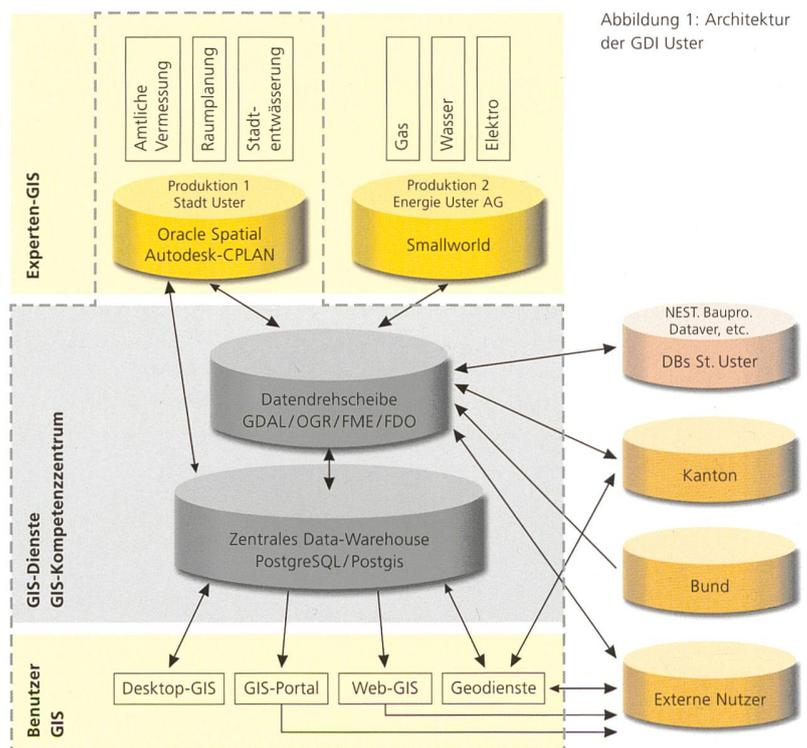 Abbildung 1: Architektur
der GDI Uster
Experten-GIS
Amtliche
Vermessung
Raumplanung
Stadt-
entwässerung
Gas
Wasser
Elektro
Produktion 1
Stadt Uster
Oracle Spatial
Autodesk-CPLAN
Produktion 2
Energie Uster AG
Smallworld
GIS-Dienste
GIS-Kompetenzzentrum
Datendrehscheibe
GDAL/OGR/FME/FDO
Zentrales Data-Warehouse
PostgreSQL/Postgis
NEST. Baupro.
Dataver, etc.
DBs St. Uster
Kanton
Bund
Externe Nutzer
Benutzer
GIS
Desktop-GIS
GIS-Portal
Web-GIS
Geodienste